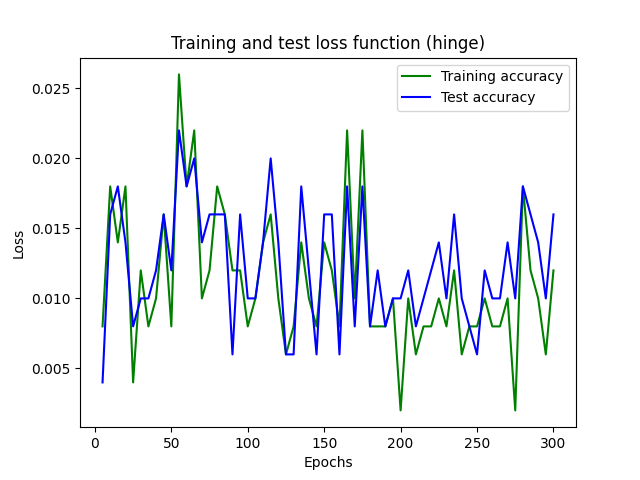 Training and test loss function (hinge)
Training accuracy
Test accuracy
0.025
0.020
0.015
0.010
0.005
Loss
0
50
100
150
200
250
300
Epochs